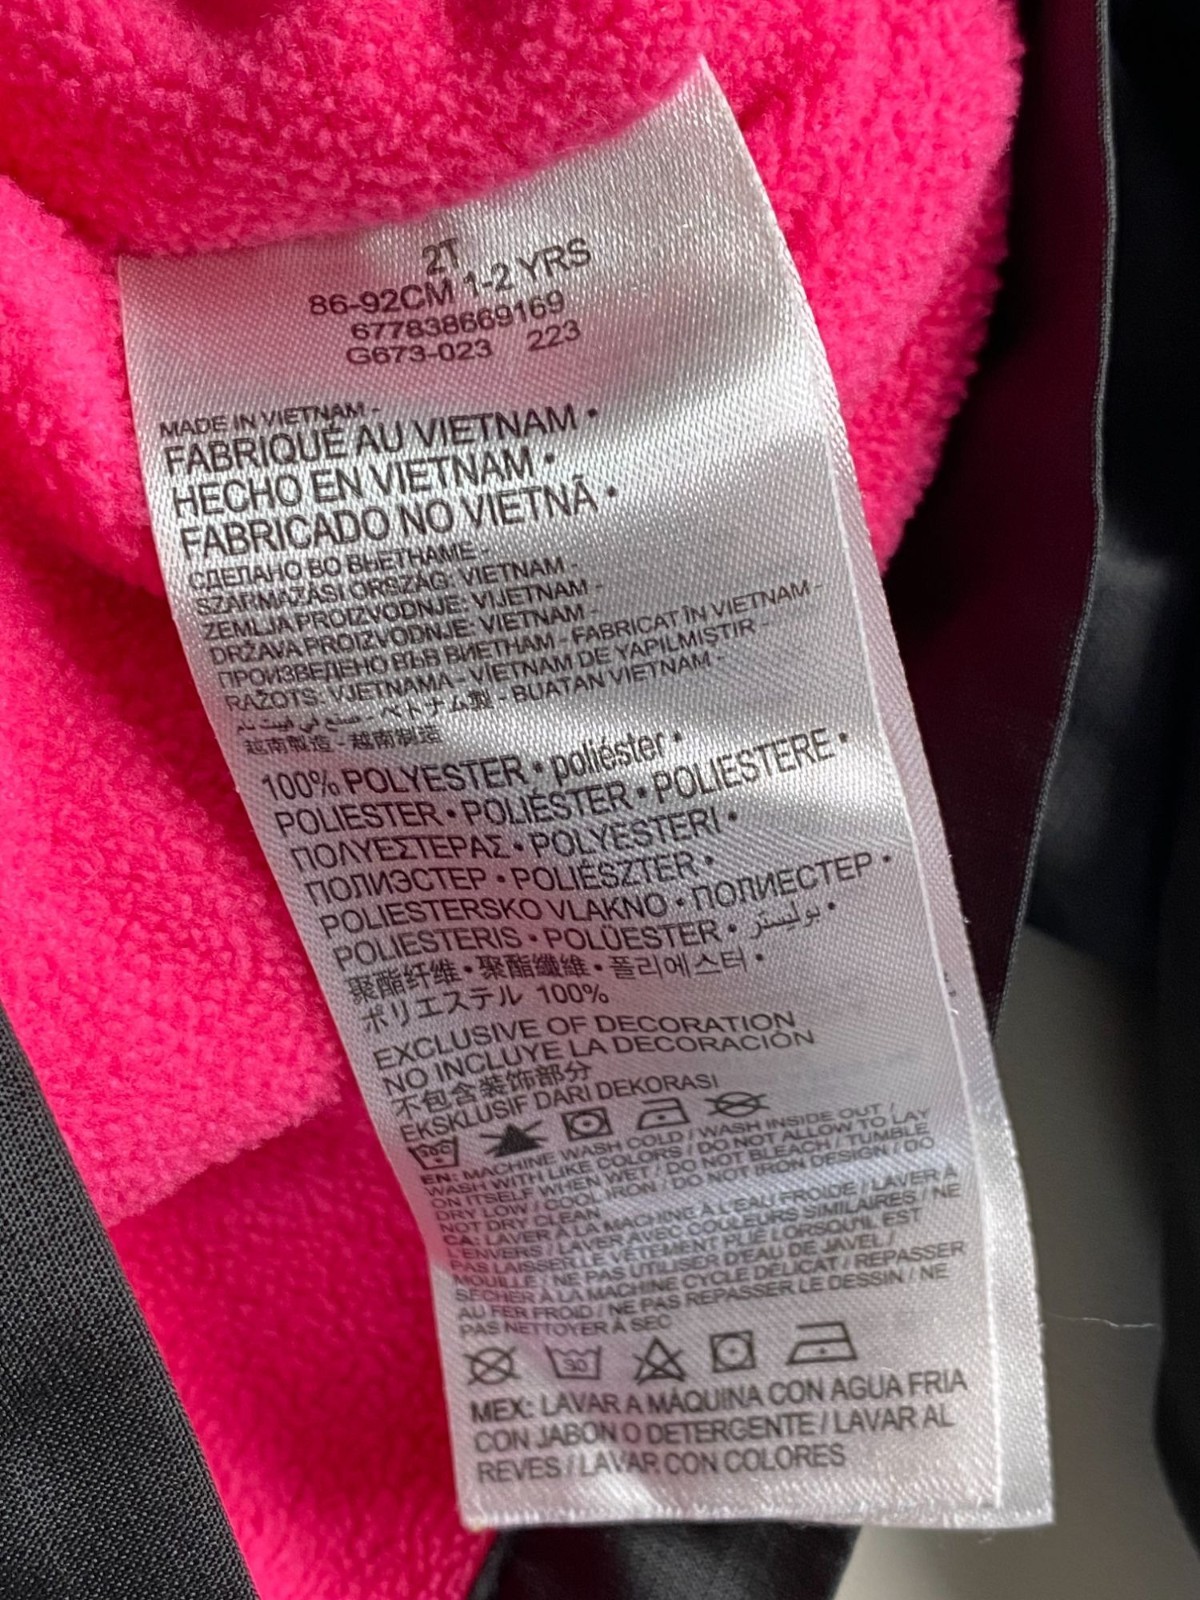 2T
86-92CM 1-2 YRS
677838669169
G673-023 223
MADE IN VIETNAM -
FABRIQUÉ AU VIETNAM •
HECHO EN VIETNAM •
FABRICADO NO VIETNÃ •
СДЕЛАНО ВО ВЬЕТНАМЕ -
SZÁRMAZÁSI ORSZÁG: VIETNAM -
ZEMLJA PROIZVODNJE: VIJETNAM -
DRŽAVA PROIZVODNJE: VIETNAM -
ПРОИЗВЕДЕНО ВЪВ ВИЕТНАМ - FABRICAT ÎN VIETNAM -
RAŽOTS: VJETNAMA - VIETNAM DE YAPILMIŞTIR -
صنع في فيت نام - ベトナム製 - BUATAN VIETNAM -
越南製造 - 越南制造
100% POLYESTER • poliéster •
POLIESTER • POLIÉSTER • POLIESTERE •
ΠΟΛΥΕΣΤΕΡΑΣ • POLYESTERI •
ПОЛИЭСТЕР • POLIÉSZTER •
POLIESTERSKO VLAKNO • ПОЛИЕСТЕР •
POLIESTERIS • POLÜESTER • بوليستر •
聚酯纤维 • 聚酯纖維 • 폴리에스터 •
ポリエステル 100%
EXCLUSIVE OF DECORATION
NO INCLUYE LA DECORACIÓN
不包含装饰部分
EKSKLUSIF DARI DEKORASI
30C
EN: MACHINE WASH COLD / WASH INSIDE OUT /
WASH WITH LIKE COLORS / DO NOT ALLOW TO LAY
ON ITSELF WHEN WET / DO NOT BLEACH / TUMBLE
DRY LOW / COOL IRON / DO NOT IRON DESIGN / DO
NOT DRY CLEAN
CA: LAVER À LA MACHINE À L'EAU FROIDE / LAVER À
L'ENVERS / LAVER AVEC COULEURS SIMILAIRES / NE
PAS LAISSER LE VÊTEMENT PLIÉ LORSQU'IL EST
MOUILLÉ / NE PAS UTILISER D'EAU DE JAVEL /
SÉCHER À LA MACHINE CYCLE DÉLICAT / REPASSER
AU FER FROID / NE PAS REPASSER LE DESSIN / NE
PAS NETTOYER À SEC
30
MEX: LAVAR A MÁQUINA CON AGUA FRIA
CON JABON O DETERGENTE / LAVAR AL
REVES / LAVAR CON COLORES